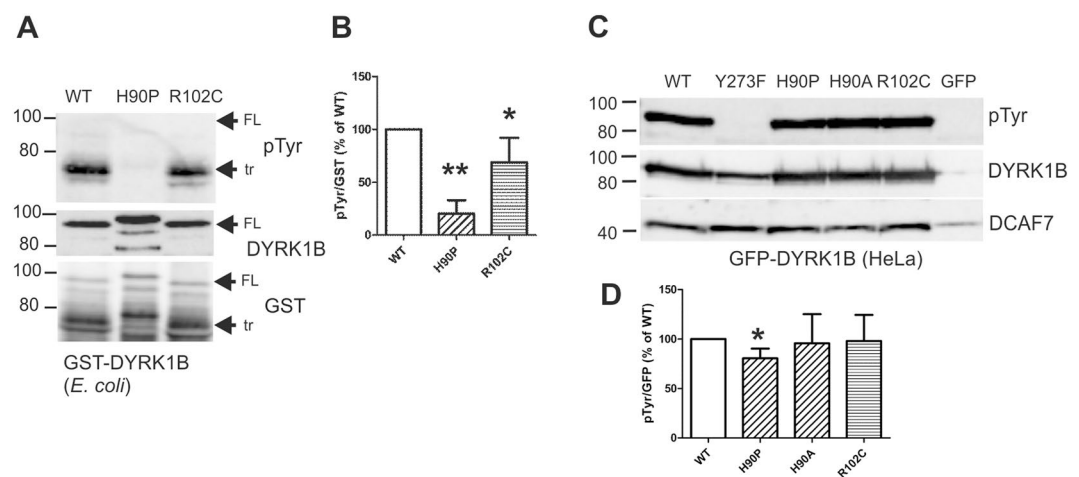 A
WT H90P R102C
100
FL
80
pTyr
tr
100
FL
80
DYRK1B
100
FL
80
GST
tr
GST-DYRK1B
(E. coli)
B
pTyr/GST (% of WT)
150
100
50
0
**
*
WT
H90P
R102C
C
WT Y273F H90P H90A R102C GFP
100
80
pTyr
100
80
DYRK1B
40
DCAF7
GFP-DYRK1B (HeLa)
D
pTyr/GFP (% of WT)
150
100
50
0
*
WT
H90P
H90A
R102C